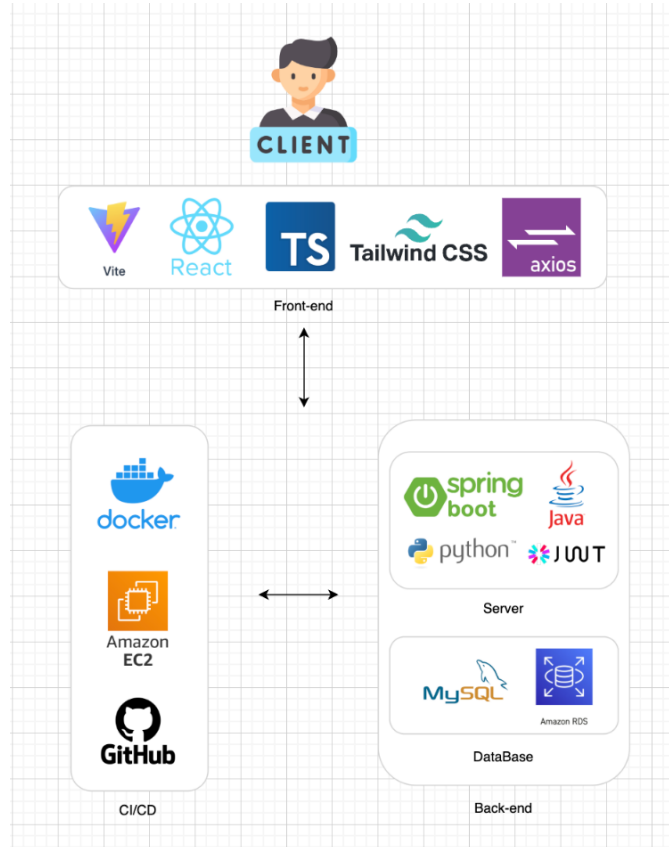 CLIENT
Vite
React
TS
Tailwind CSS
axios
Front-end
docker
Amazon
EC2
GitHub
CI/CD
spring
boot
Java
python™
JWT
Server
MySQL
Amazon RDS
DataBase
Back-end